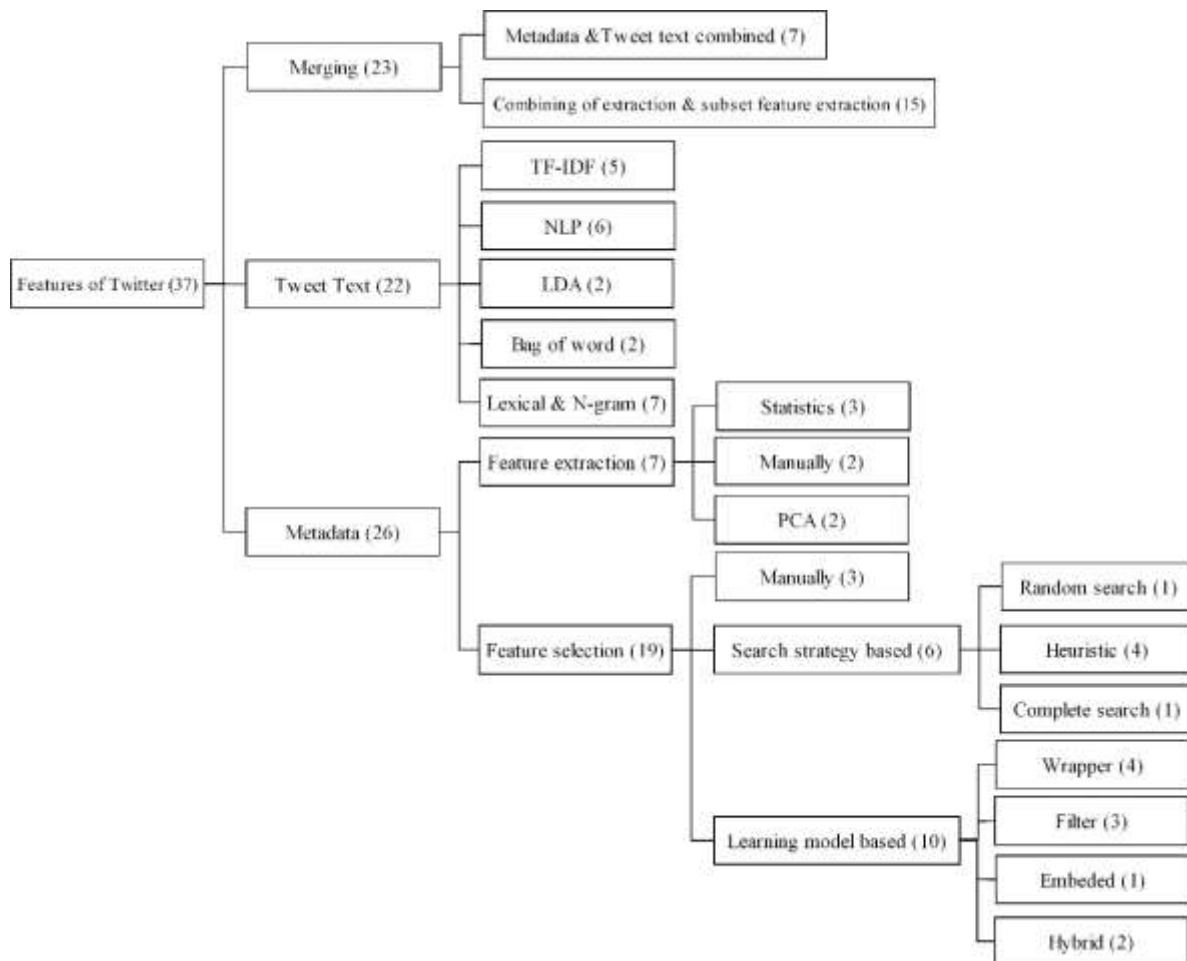 Metadata &Tweet text combined (7)
Merging (23)
Combining of extraction & subset feature extraction (15)
TF-IDF (5)
NLP (6)
Features of Twitter (37)
Tweet Text (22)
LDA (2)
Bag of word (2)
Lexical & N-gram (7)
Statistics (3)
Feature extraction (7)
Manually (2)
PCA (2)
Metadada (26)
Manually (3)
Random search (1)
Feature selection (19)
Search strategy based (6)
Heuristic (4)
Complete search (1)
Wrapper (4)
Filter (3)
Learning model based (10)
Embeded (1)
Hybrid (2)